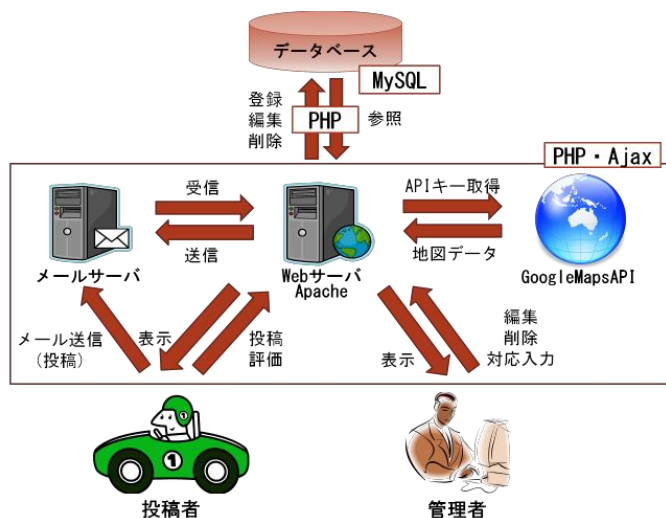 データベース
MySQL
登録
編集
削除
PHP
参照
PHP・Ajax
受信
送信
APIキー取得
地図データ
メールサーバ
Webサーバ
Apache
GoogleMapsAPI
メール送信
(投稿)
表示
投稿
評価
表示
編集
削除
対応入力
1
1
投稿者
管理者